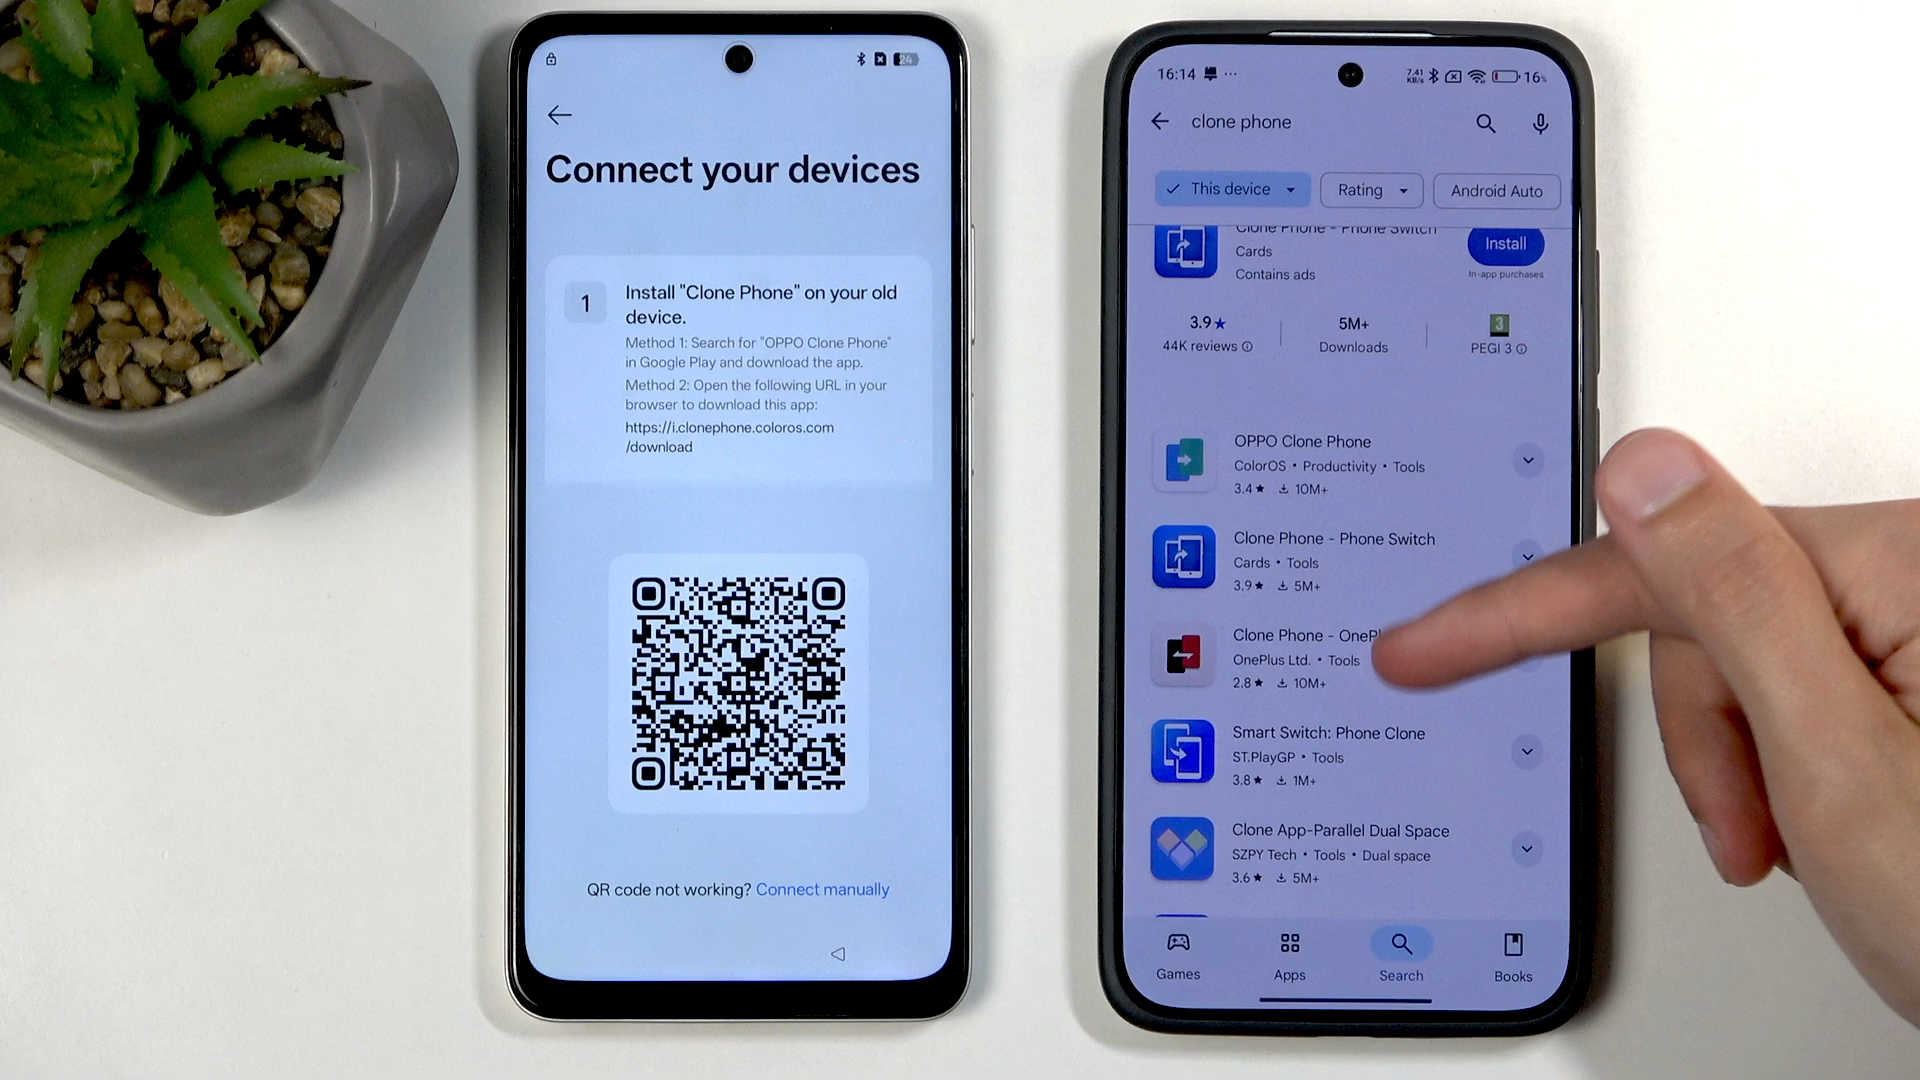 24
Connect your devices
1
Install "Clone Phone" on your old
device.
Method 1: Search for "OPPO Clone Phone"
in Google Play and download the app.
Method 2: Open the following URL in your
browser to download this app:
https://i.clonephone.coloros.com
/download
QR code not working? Connect manually
16:14
7.41
KB/s
16%
clone phone
This device
Rating
Android Auto
Clone Phone - Phone Switch
Cards
Contains ads
Install
In-app purchases
3.9★
44K reviews
5M+
Downloads
3
PEGI 3
OPPO Clone Phone
ColorOS • Productivity • Tools
3.4★ 10M+
Clone Phone - Phone Switch
Cards • Tools
3.9★ 5M+
Clone Phone - OnePl
OnePlus Ltd. • Tools
2.8★ 10M+
Smart Switch: Phone Clone
ST.PlayGP • Tools
3.8★ 1M+
Clone App-Parallel Dual Space
SZPY Tech • Tools • Dual space
3.6★ 5M+
Games
Apps
Search
Books